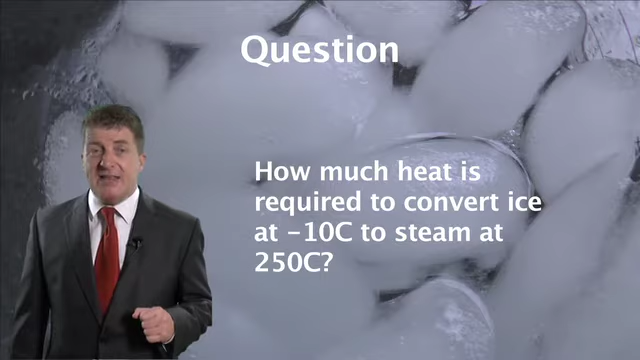 Question
How much heat is
required to convert ice
at -10C to steam at
250C?